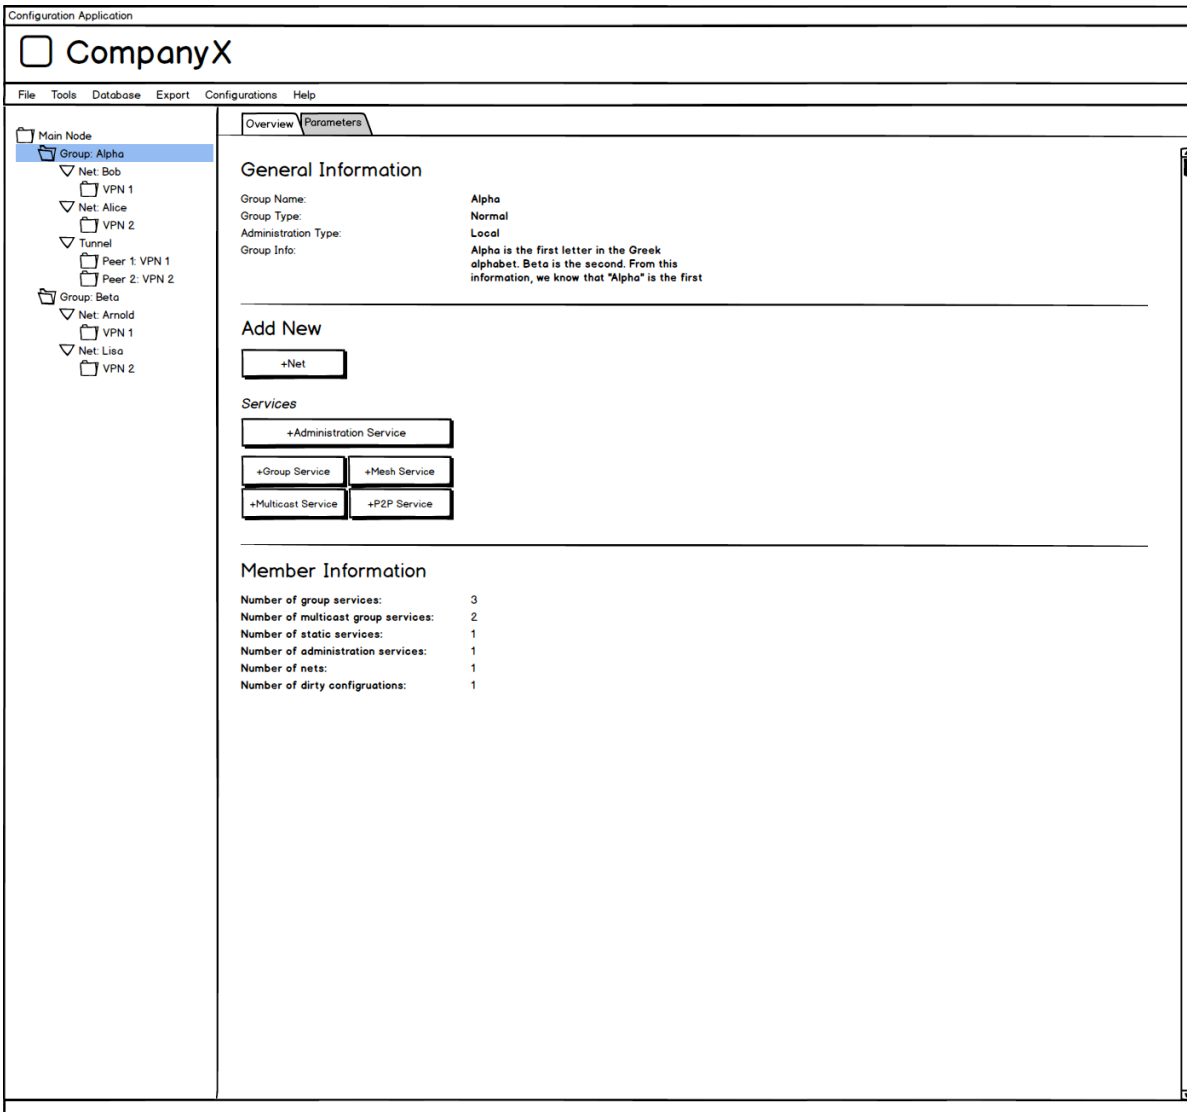 Configuration Application
CompanyX
File Tools Database Export Configurations Help
Main Node
Group: Alpha
Net: Bob
VPN 1
Net: Alice
VPN 2
Tunnel
Peer 1: VPN 1
Peer 2: VPN 2
Group: Beta
Net: Arnold
VPN 1
Net: Lisa
VPN 2
Overview Parameters
General Information
Group Name: Alpha
Group Type: Normal
Administration Type: Local
Group Info: Alpha is the first letter in the Greek
alphabet. Beta is the second. From this
information, we know that "Alpha" is the first
Add New
+Net
Services
+Administration Service
+Group Service +Mesh Service
+Multicast Service +P2P Service
Member Information
Number of group services: 3
Number of multicast group services: 2
Number of static services: 1
Number of administration services: 1
Number of nets: 1
Number of dirty configruations: 1